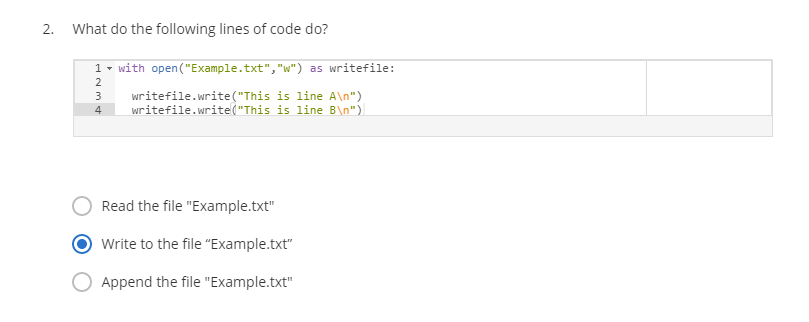 2. What do the following lines of code do?
1 with open("Example.txt","w") as writefile:
2
3 writefile.write("This is line A\n")
4 writefile.write("This is line B\n")
Read the file "Example.txt"
Write to the file “Example.txt”
Append the file "Example.txt"